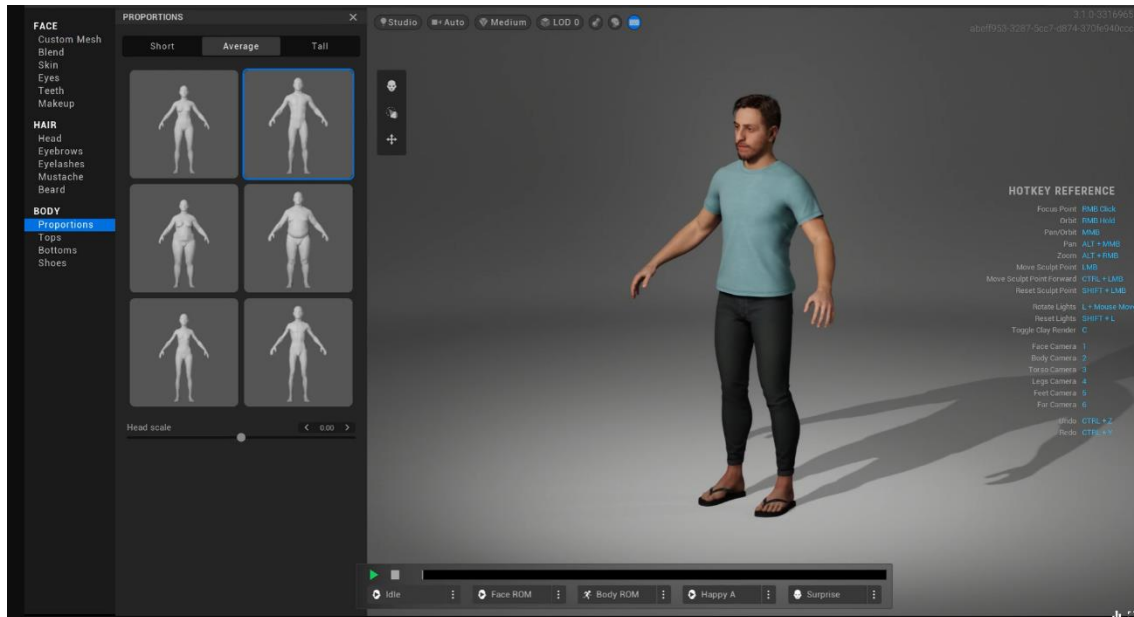 FACE
Custom Mesh
Blend
Skin
Eyes
Teeth
Makeup
HAIR
Head
Eyebrows
Eyelashes
Mustache
Beard
BODY
Proportions
Tops
Bottoms
Shoes
PROPORTIONS
Short Average Tall
Head scale 0.00
Studio Auto Medium LOD 0
HOTKEY REFERENCE
Focus Point RMB Click
Orbit RMB Hold
Pan/Orbit MMB
Pan ALT + MMB
Zoom ALT + RMB
Move Sculpt Point LMB
Move Sculpt Point Forward CTRL + LMB
Reset Sculpt Point SHIFT + LMB
Rotate Lights L + Mouse Move
Reset Lights SHIFT + L
Toggle Clay Render C
Face Camera 1
Body Camera 2
Torso Camera 3
Legs Camera 4
Feet Camera 5
Far Camera 6
Undo CTRL + Z
Redo CTRL + Y
Idle Face ROM Body ROM Happy A Surprise